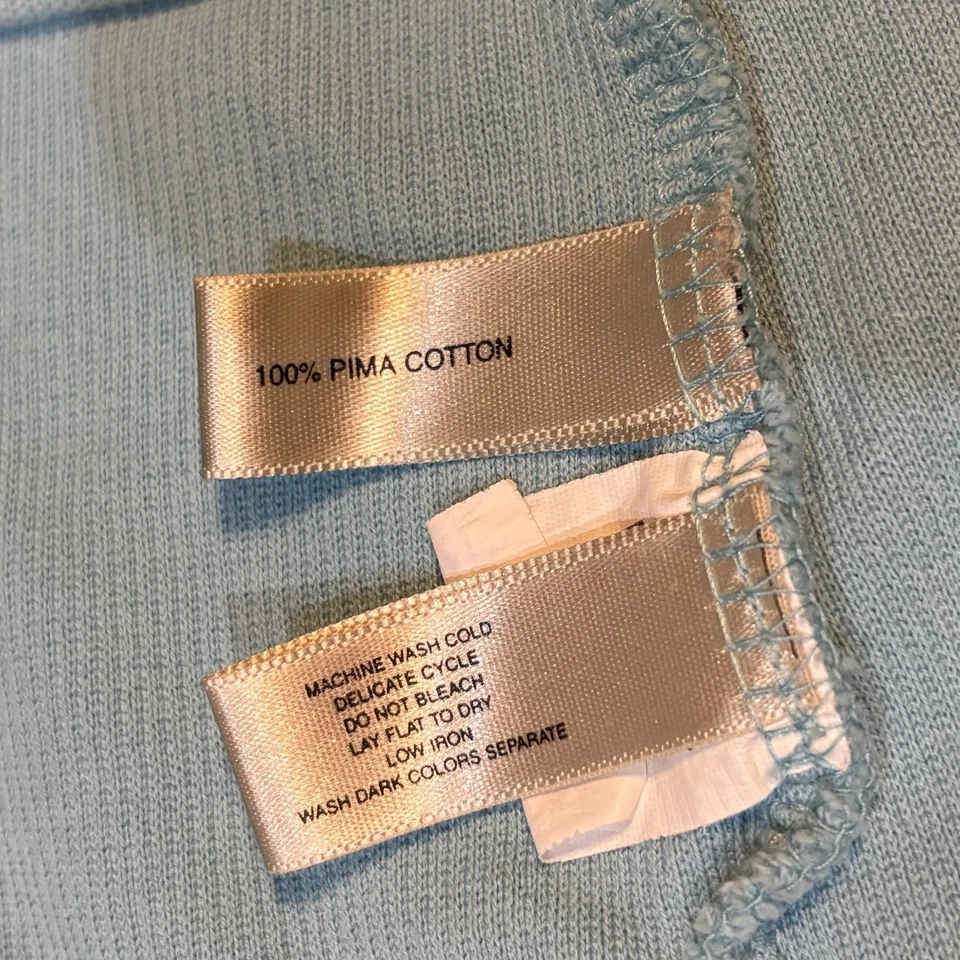 100% PIMA COTTON
MACHINE WASH COLD
DELICATE CYCLE
DO NOT BLEACH
LAY FLAT TO DRY
LOW IRON
WASH DARK COLORS SEPARATE